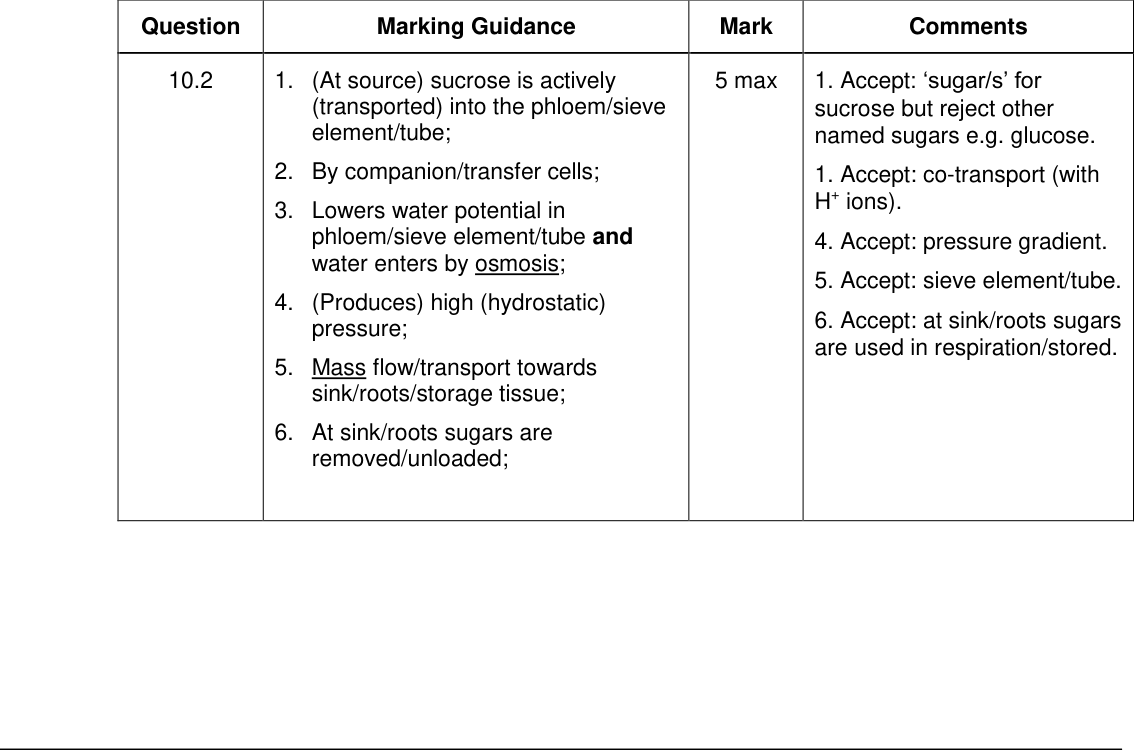 Question Marking Guidance Mark Comments
10.2
1. (At source) sucrose is actively
(transported) into the phloem/sieve
element/tube;
2. By companion/transfer cells;
3. Lowers water potential in
phloem/sieve element/tube and
water enters by osmosis;
4. (Produces) high (hydrostatic)
pressure;
5. Mass flow/transport towards
sink/roots/storage tissue;
6. At sink/roots sugars are
removed/unloaded;
5 max
1. Accept: ‘sugar/s’ for
sucrose but reject other
named sugars e.g. glucose.
1. Accept: co-transport (with
H⁺ ions).
4. Accept: pressure gradient.
5. Accept: sieve element/tube.
6. Accept: at sink/roots sugars
are used in respiration/stored.